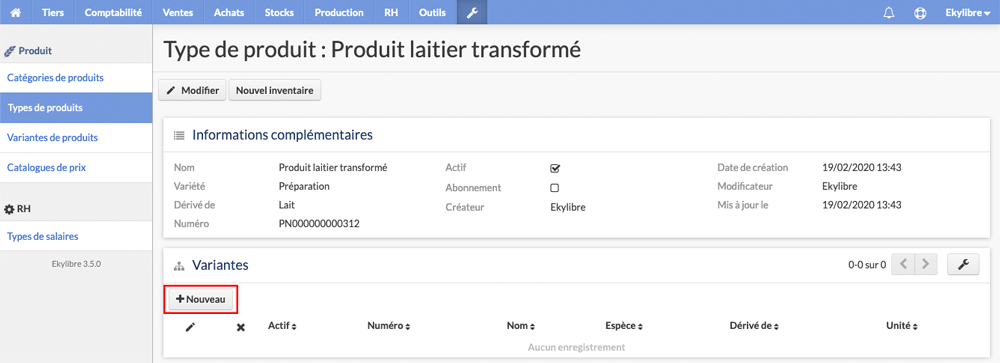 Tiers Comptabilité Ventes Achats Stocks Production RH Outils Ekylibre
Produit
Catégories de produits
Types de produits
Variantes de produits
Catalogues de prix
RH
Types de salaires
Ekylibre 3.5.0
Type de produit : Produit laitier transformé
Modifier Nouvel inventaire
Informations complémentaires
Nom Produit laitier transformé Actif Date de création 19/02/2020 13:43
Variété Préparation Abonnement Modificateur Ekylibre
Dérivé de Lait Créateur Ekylibre Mis à jour le 19/02/2020 13:43
Numéro PN000000000312
Variantes 0-0 sur 0
Nouveau
Actif Numéro Nom Espèce Dérivé de Unité
Aucun enregistrement